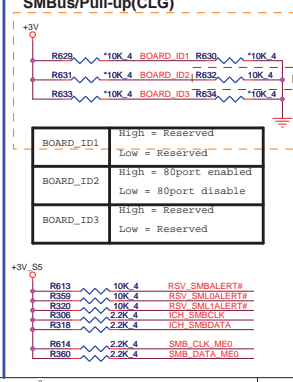 SMBus/Pull-up(CLG)
+3V
R629 *10K_4 BOARD_ID1 R630 *10K_4
R631 *10K_4 BOARD_ID2 R632 10K_4
R633 *10K_4 BOARD_ID3 R634 *10K_4
BOARD_ID1
High = Reserved
Low = Reserved
BOARD_ID2
High = 80port enabled
Low = 80port disable
BOARD_ID3
High = Reserved
Low = Reserved
+3V_S5
R613 10K_4 RSV_SMBALERT#
R359 10K_4 RSV_SML0ALERT#
R320 10K_4 RSV_SML1ALERT#
R306 2.2K_4 ICH_SMBCLK
R318 2.2K_4 ICH_SMBDATA
R614 2.2K_4 SMB_CLK_ME0
R360 2.2K_4 SMB_DATA_ME0